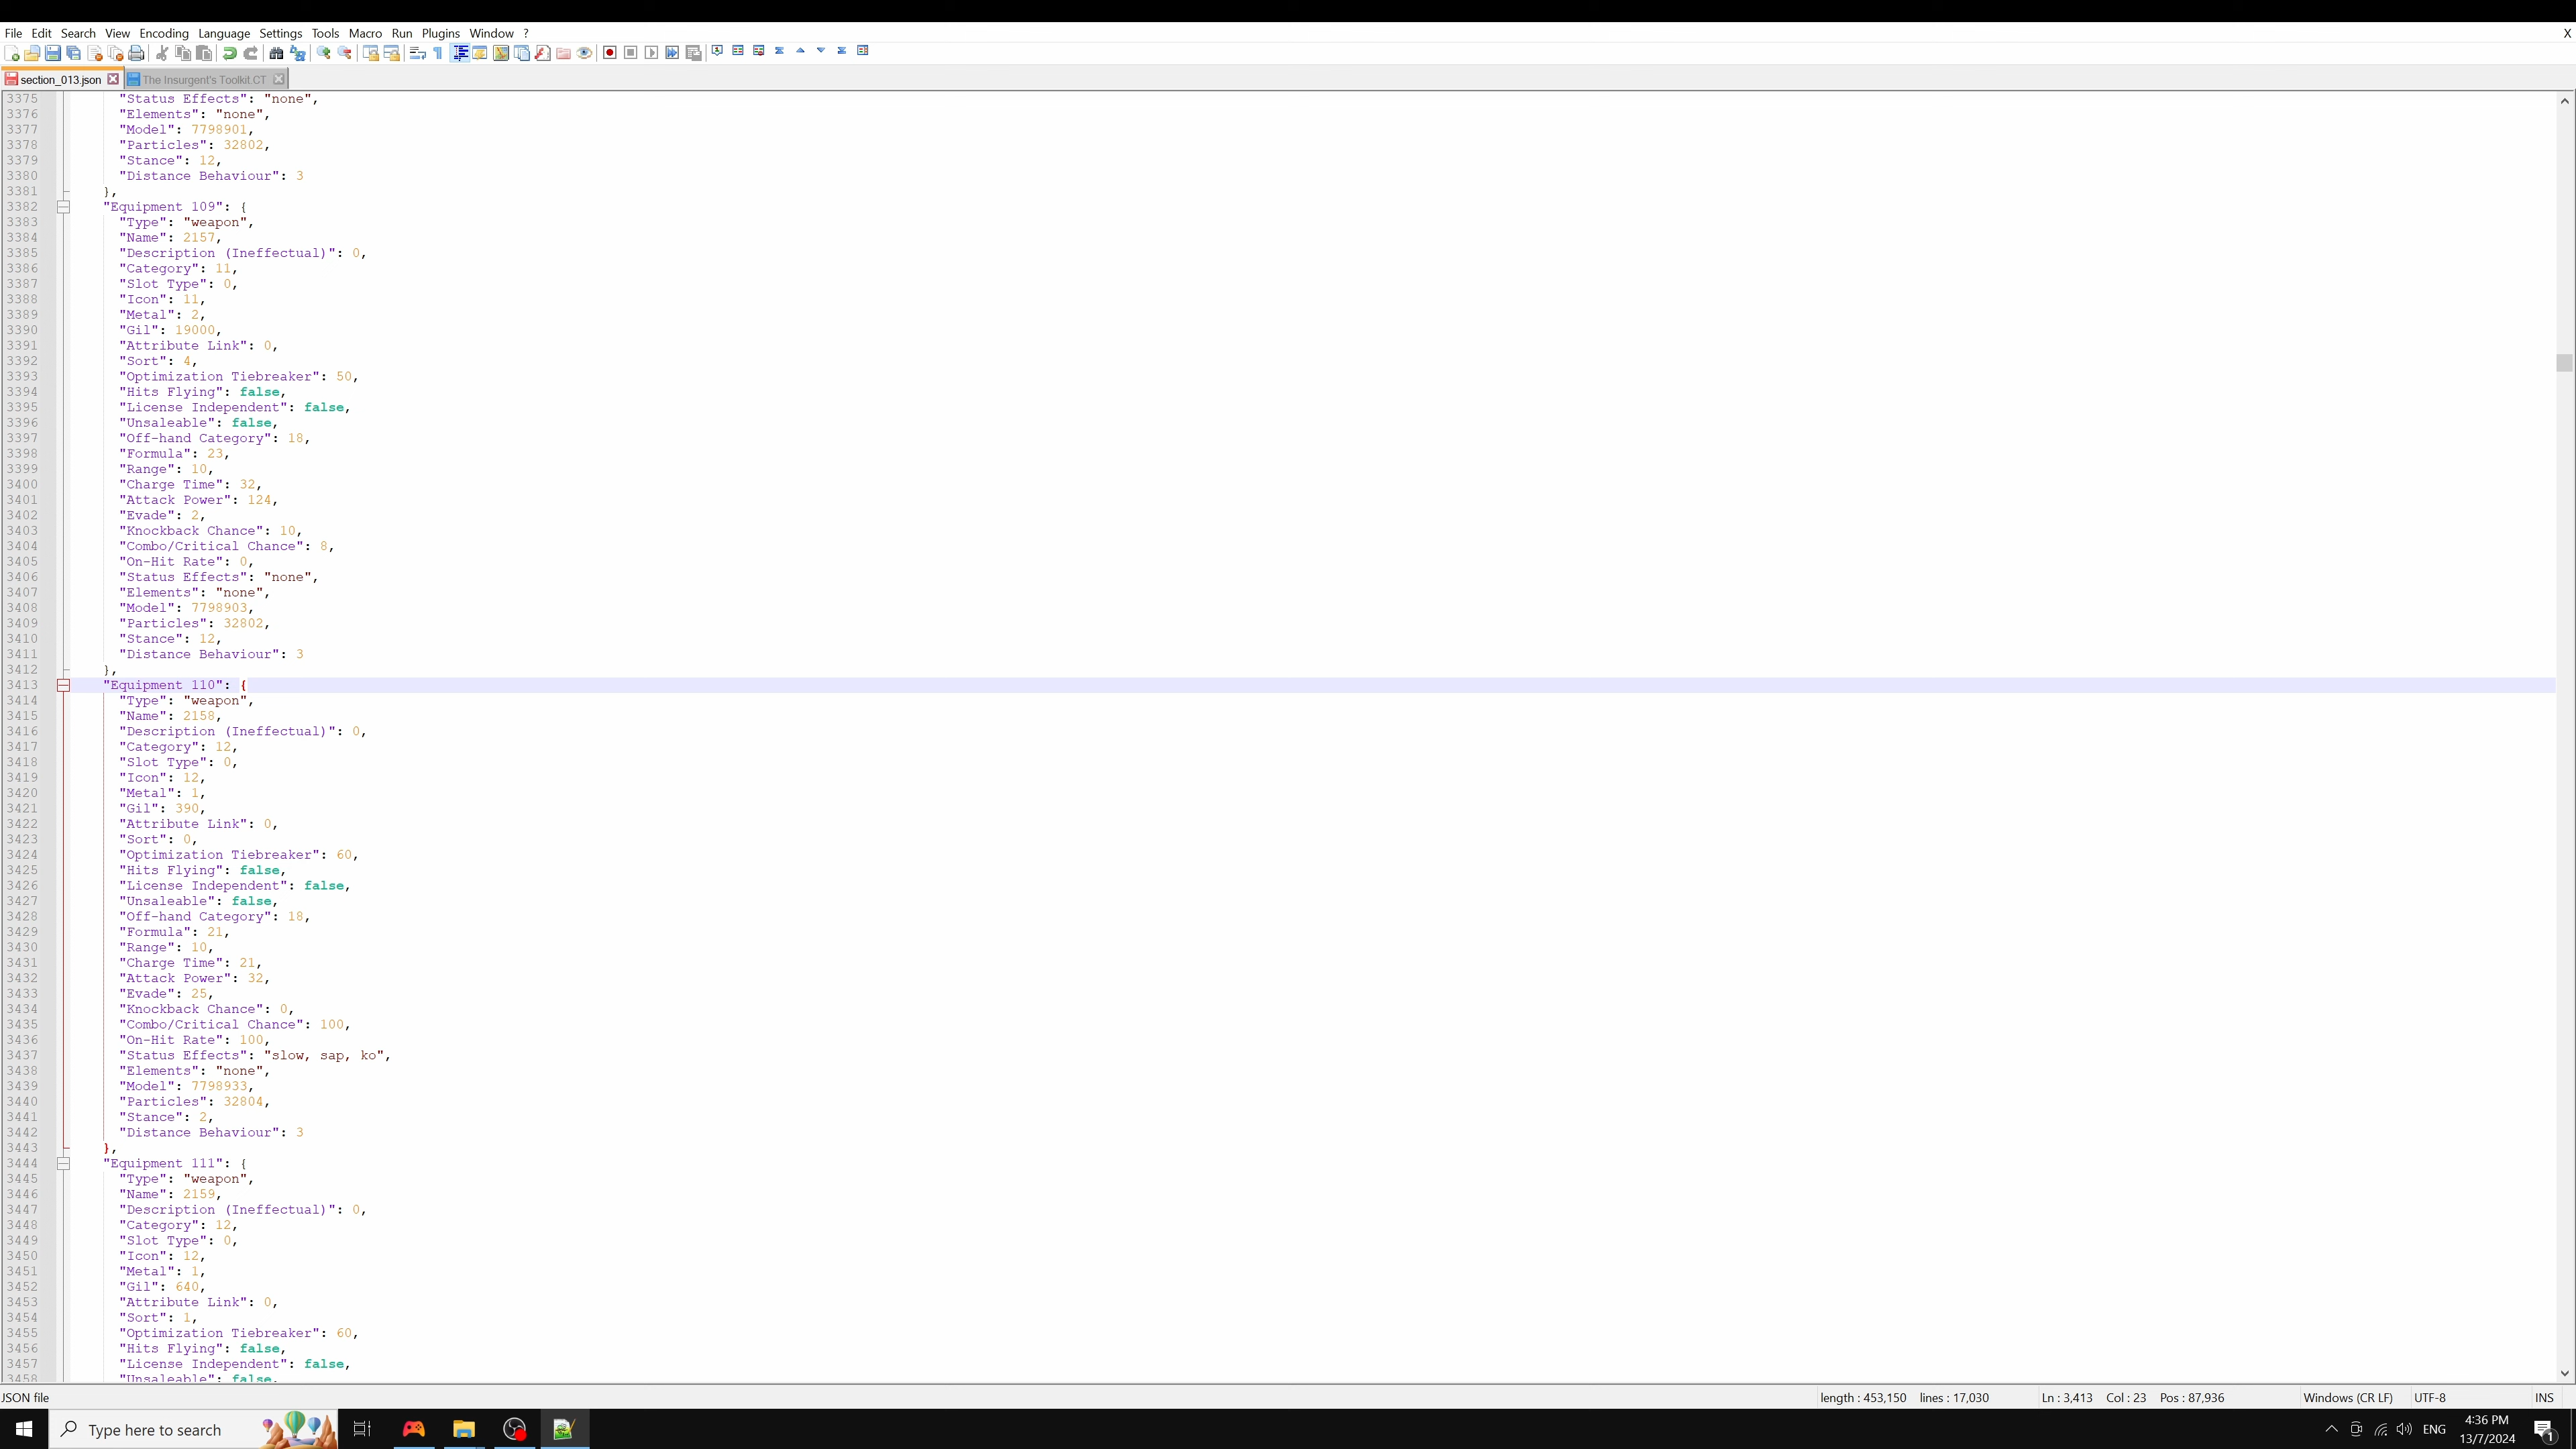 File Edit Search View Encoding Language Settings Tools Macro Run Plugins Window ? X
section_013.json The Insurgent's Toolkit.CT
3375 "Status Effects": "none",
3376 "Elements": "none",
3377 "Model": 7798901,
3378 "Particles": 32802,
3379 "Stance": 12,
3380 "Distance Behaviour": 3
3381 },
3382 "Equipment 109": {
3383 "Type": "weapon",
3384 "Name": 2157,
3385 "Description (Ineffectual)": 0,
3386 "Category": 11,
3387 "Slot Type": 0,
3388 "Icon": 11,
3389 "Metal": 2,
3390 "Gil": 19000,
3391 "Attribute Link": 0,
3392 "Sort": 4,
3393 "Optimization Tiebreaker": 50,
3394 "Hits Flying": false,
3395 "License Independent": false,
3396 "Unsaleable": false,
3397 "Off-hand Category": 18,
3398 "Formula": 23,
3399 "Range": 10,
3400 "Charge Time": 32,
3401 "Attack Power": 124,
3402 "Evade": 2,
3403 "Knockback Chance": 10,
3404 "Combo/Critical Chance": 8,
3405 "On-Hit Rate": 0,
3406 "Status Effects": "none",
3407 "Elements": "none",
3408 "Model": 7798903,
3409 "Particles": 32802,
3410 "Stance": 12,
3411 "Distance Behaviour": 3
3412 },
3413 "Equipment 110": {
3414 "Type": "weapon",
3415 "Name": 2158,
3416 "Description (Ineffectual)": 0,
3417 "Category": 12,
3418 "Slot Type": 0,
3419 "Icon": 12,
3420 "Metal": 1,
3421 "Gil": 390,
3422 "Attribute Link": 0,
3423 "Sort": 0,
3424 "Optimization Tiebreaker": 60,
3425 "Hits Flying": false,
3426 "License Independent": false,
3427 "Unsaleable": false,
3428 "Off-hand Category": 18,
3429 "Formula": 21,
3430 "Range": 10,
3431 "Charge Time": 21,
3432 "Attack Power": 32,
3433 "Evade": 25,
3434 "Knockback Chance": 0,
3435 "Combo/Critical Chance": 100,
3436 "On-Hit Rate": 100,
3437 "Status Effects": "slow, sap, ko",
3438 "Elements": "none",
3439 "Model": 7798933,
3440 "Particles": 32804,
3441 "Stance": 2,
3442 "Distance Behaviour": 3
3443 },
3444 "Equipment 111": {
3445 "Type": "weapon",
3446 "Name": 2159,
3447 "Description (Ineffectual)": 0,
3448 "Category": 12,
3449 "Slot Type": 0,
3450 "Icon": 12,
3451 "Metal": 1,
3452 "Gil": 640,
3453 "Attribute Link": 0,
3454 "Sort": 1,
3455 "Optimization Tiebreaker": 60,
3456 "Hits Flying": false,
3457 "License Independent": false,
3458 "Unsaleable": false,
JSON file length : 453,150 lines : 17,030 Ln : 3,413 Col : 23 Pos : 87,936 Windows (CR LF) UTF-8 INS
Type here to search ENG 4:36 PM
13/7/2024 1